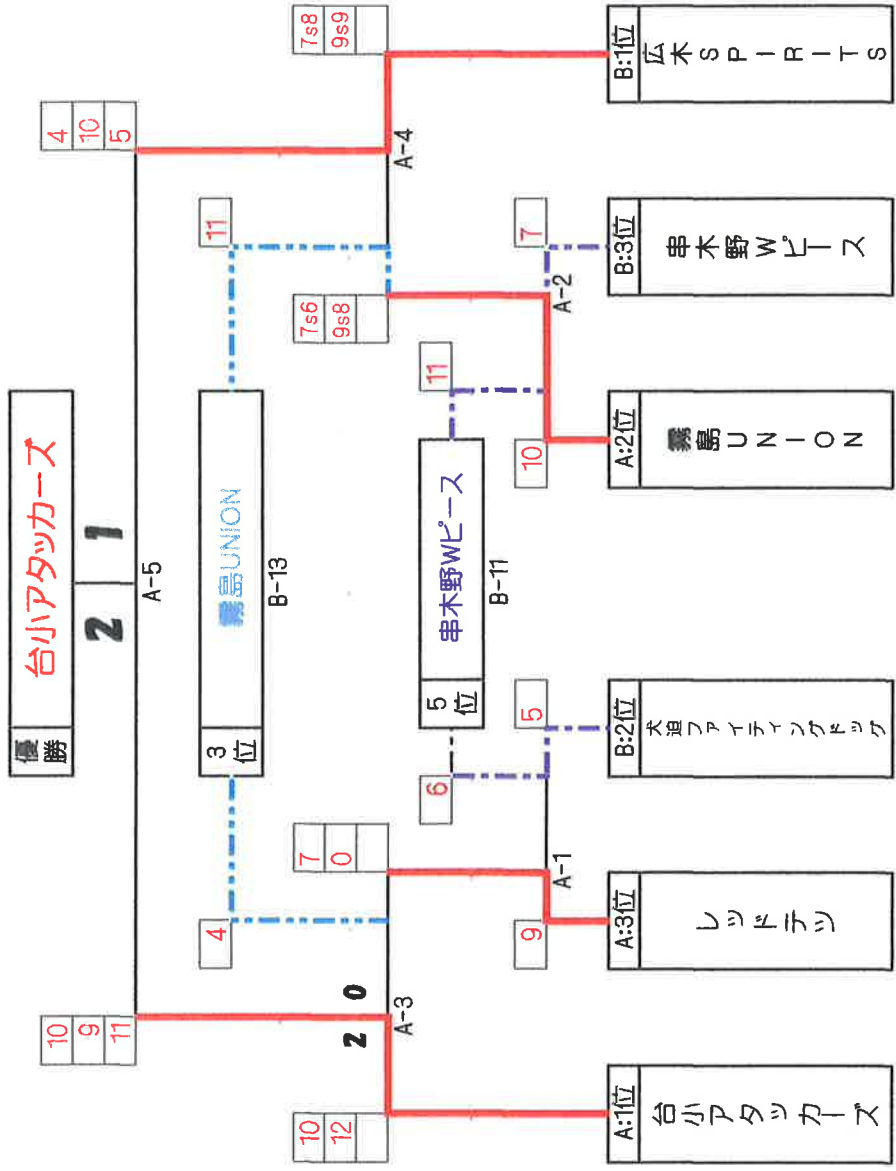 優勝
台小アタッカーズ
2
1
A-5
10
9
11
4
10
5
3位
霧島UNION
B-13
4
11
10
12
2
0
A-3
7
0
7s6
9s8
7s8
9s9
A-4
5位
串木野Wピース
B-11
6
11
9
A-1
5
10
A-2
7
A:1位
台小アタッカーズ
A:3位
レッドテツ
B:2位
犬迫ファイティングドッグ
A:2位
霧島UNION
B:3位
串木野Wピース
B:1位
広木SPIRITS